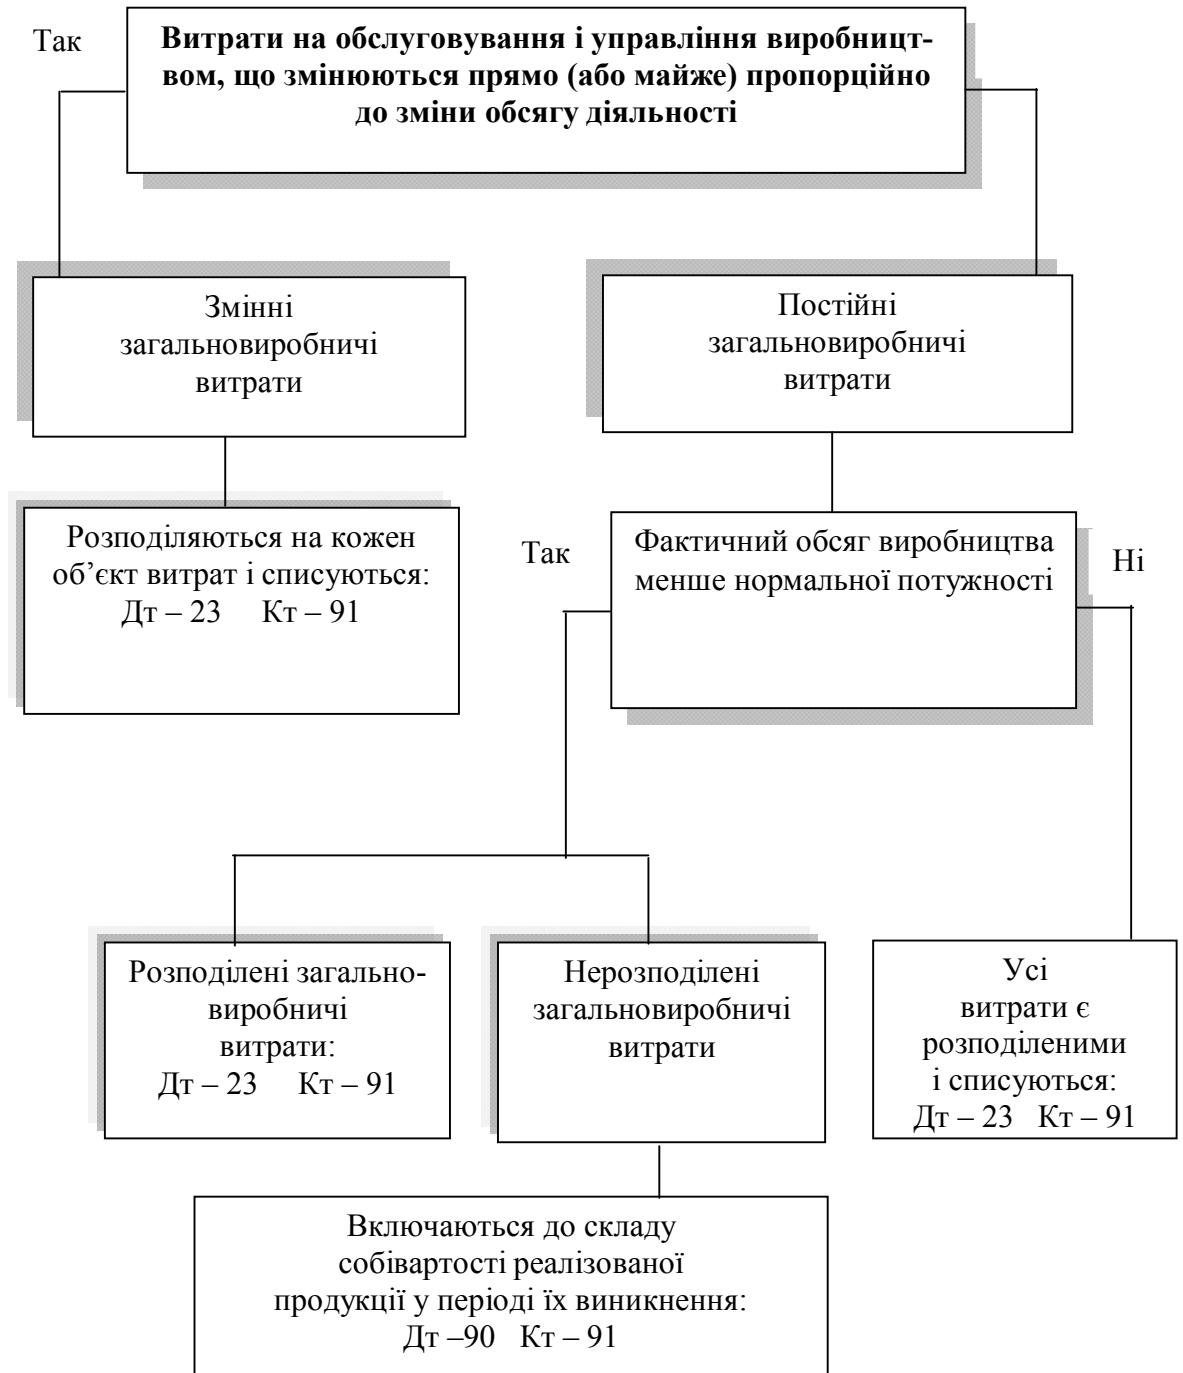 Так
Витрати на обслуговування і управління виробницт-
вом, що змінюються прямо (або майже) пропорційно
до зміни обсягу діяльності
Змінні
загальновиробничі
витрати
Постійні
загальновиробничі
витрати
Розподіляються на кожен
об’єкт витрат і списуються:
Дт – 23 Кт – 91
Так
Фактичний обсяг виробництва
менше нормальної потужності
Ні
Розподілені загально-
виробничі
витрати:
Дт – 23 Кт – 91
Нерозподілені
загальновиробничі
витрати
Усі
витрати є
розподіленими
і списуються:
Дт – 23 Кт – 91
Включаються до складу
собівартості реалізованої
продукції у періоді їх виникнення:
Дт –90 Кт – 91